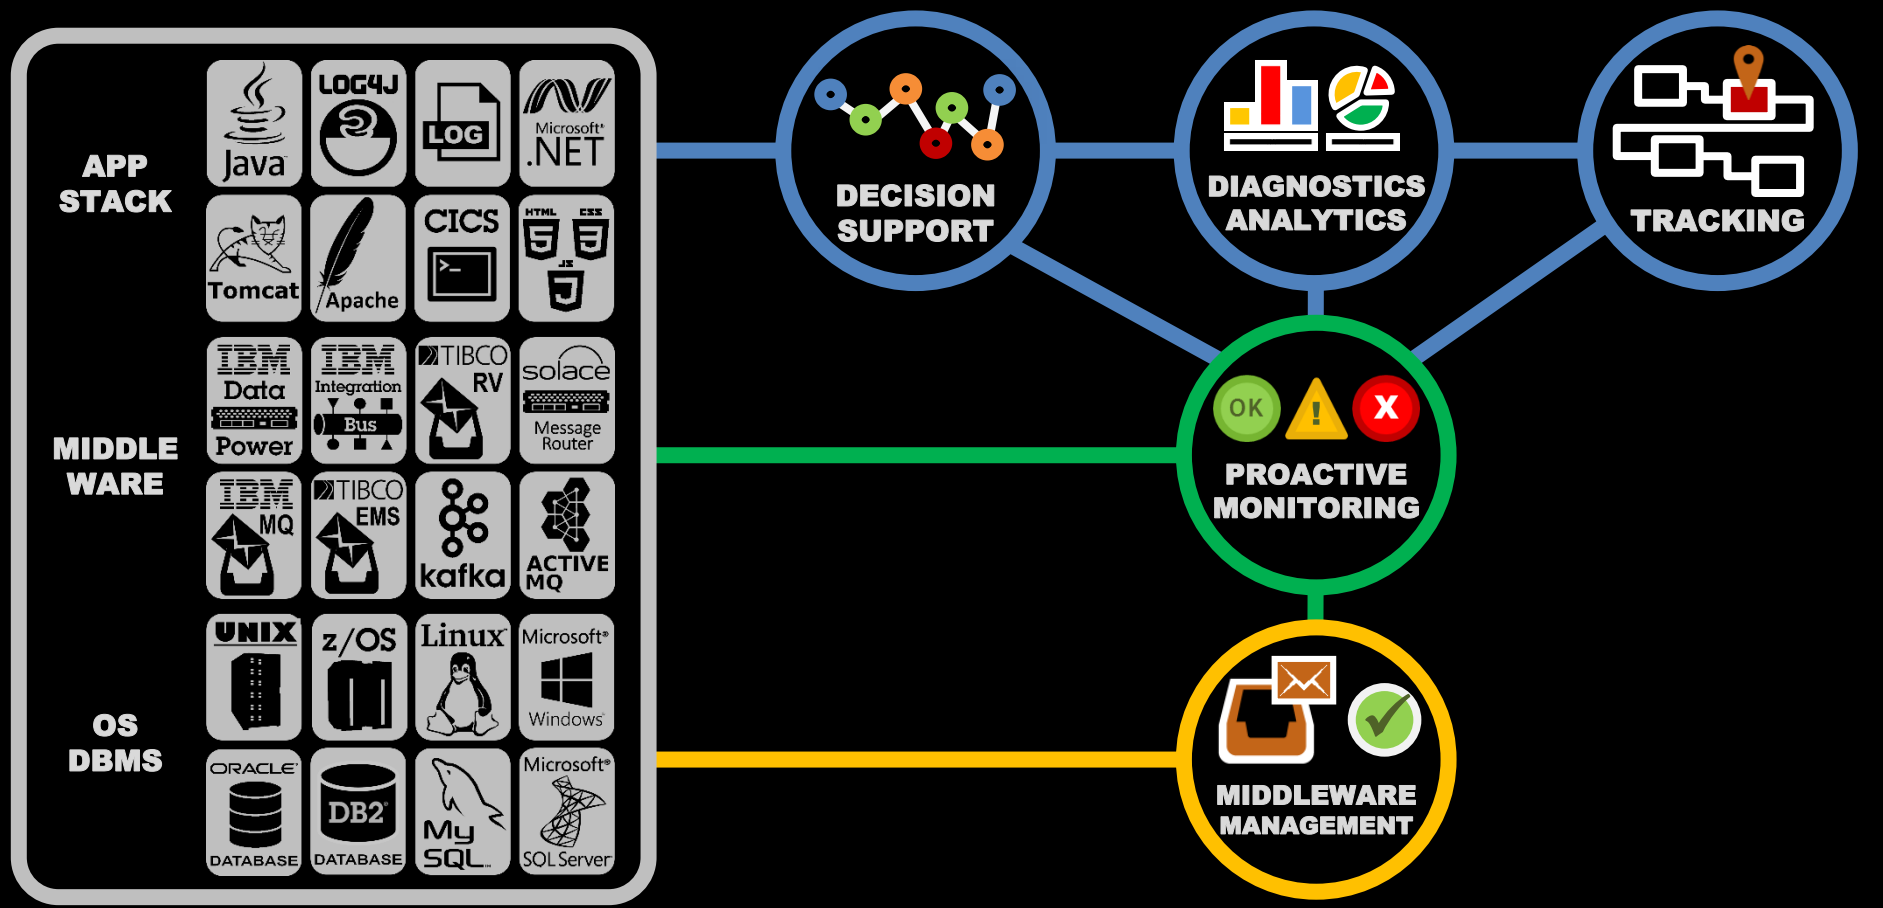 APP
STACK
Java
LOG4J
LOG
Microsoft®
.NET
Tomcat
Apache
CICS
>_
HTML
5
CSS
3
JS
MIDDLE
WARE
IBM
Data
Power
IBM
Integration
Bus
TIBCO
RV
solace
Message
Router
IBM
MQ
TIBCO
EMS
kafka
ACTIVE
MQ
OS
DBMS
UNIX
z/OS
Linux
Microsoft®
Windows
ORACLE
DATABASE
DB2
DATABASE
My
SQL
Microsoft®
SQL Server
DECISION
SUPPORT
DIAGNOSTICS
ANALYTICS
TRACKING
OK
!
X
PROACTIVE
MONITORING
MIDDLEWARE
MANAGEMENT